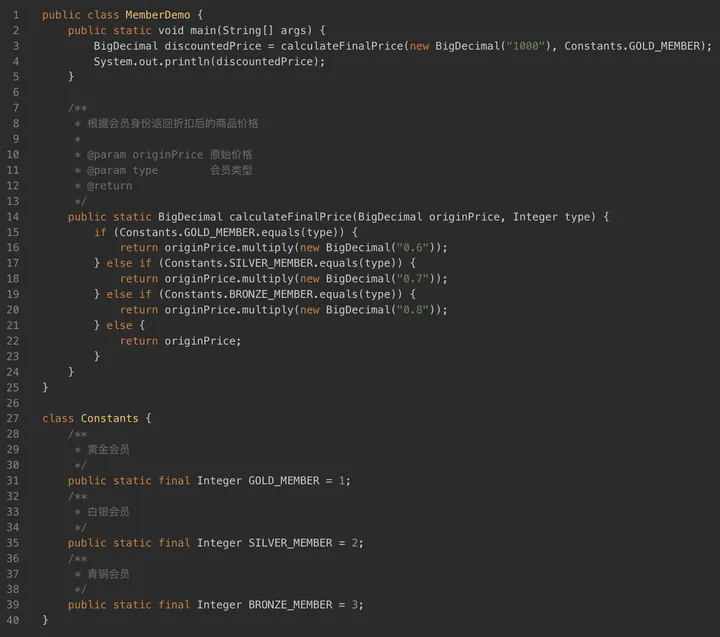 1 public class MemberDemo {
2 public static void main(String[] args) {
3 BigDecimal discountedPrice = calculateFinalPrice(new BigDecimal("1000"), Constants.GOLD_MEMBER);
4 System.out.println(discountedPrice);
5 }
6
7 /**
8 * 根据会员身份返回折扣后的商品价格
9 *
10 * @param originPrice 原始价格
11 * @param type 会员类型
12 * @return
13 */
14 public static BigDecimal calculateFinalPrice(BigDecimal originPrice, Integer type) {
15 if (Constants.GOLD_MEMBER.equals(type)) {
16 return originPrice.multiply(new BigDecimal("0.6"));
17 } else if (Constants.SILVER_MEMBER.equals(type)) {
18 return originPrice.multiply(new BigDecimal("0.7"));
19 } else if (Constants.BRONZE_MEMBER.equals(type)) {
20 return originPrice.multiply(new BigDecimal("0.8"));
21 } else {
22 return originPrice;
23 }
24 }
25 }
26
27 class Constants {
28 /**
29 * 黄金会员
30 */
31 public static final Integer GOLD_MEMBER = 1;
32 /**
33 * 白银会员
34 */
35 public static final Integer SILVER_MEMBER = 2;
36 /**
37 * 青铜会员
38 */
39 public static final Integer BRONZE_MEMBER = 3;
40 }